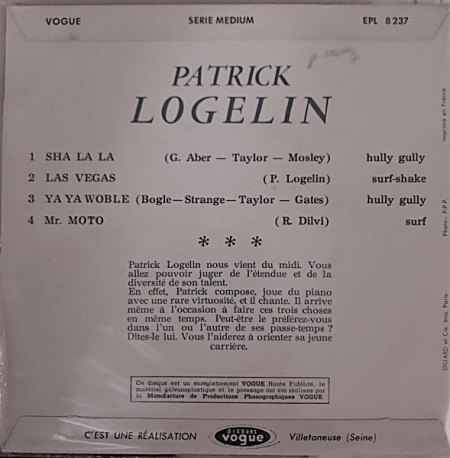 VOGUE SERIE MEDIUM EPL 8237
PATRICK
LOGELIN
1 SHA LA LA (G. Aber — Taylor — Mosley) hully gully
2 LAS VEGAS (P. Logelin) surf-shake
3 YA YA WOBLE (Bogle—Strange—Taylor — Gates) hully gully
4 Mr. MOTO (R. Dilvi) surf
* * *
Patrick Logelin nous vient du midi. Vous
allez pouvoir juger de l'étendue et de la
diversité de son talent.
En effet, Patrick compose, joue du piano
avec une rare virtuosité, et il chante. Il arrive
même à l'occasion à faire ces trois choses
en même temps. Peut-être le préférez-vous
dans l'un ou l'autre de ses passe-temps ?
Dites-le lui. Vous l'aiderez à orienter sa jeune
carriére.
Ce disque est un enregistrement VOGUE Haute Fidélité, le
matériel galvanoplastique et le pressage ont été réalisés par
la Manufacture de Productions Phonographiques VOGUE.
C'EST UNE RÉALISATION disques vogue Villetaneuse (Seine)
Imprimé en France
Photo : P.P.P.
DILLARD et Cie. Imp. Paris